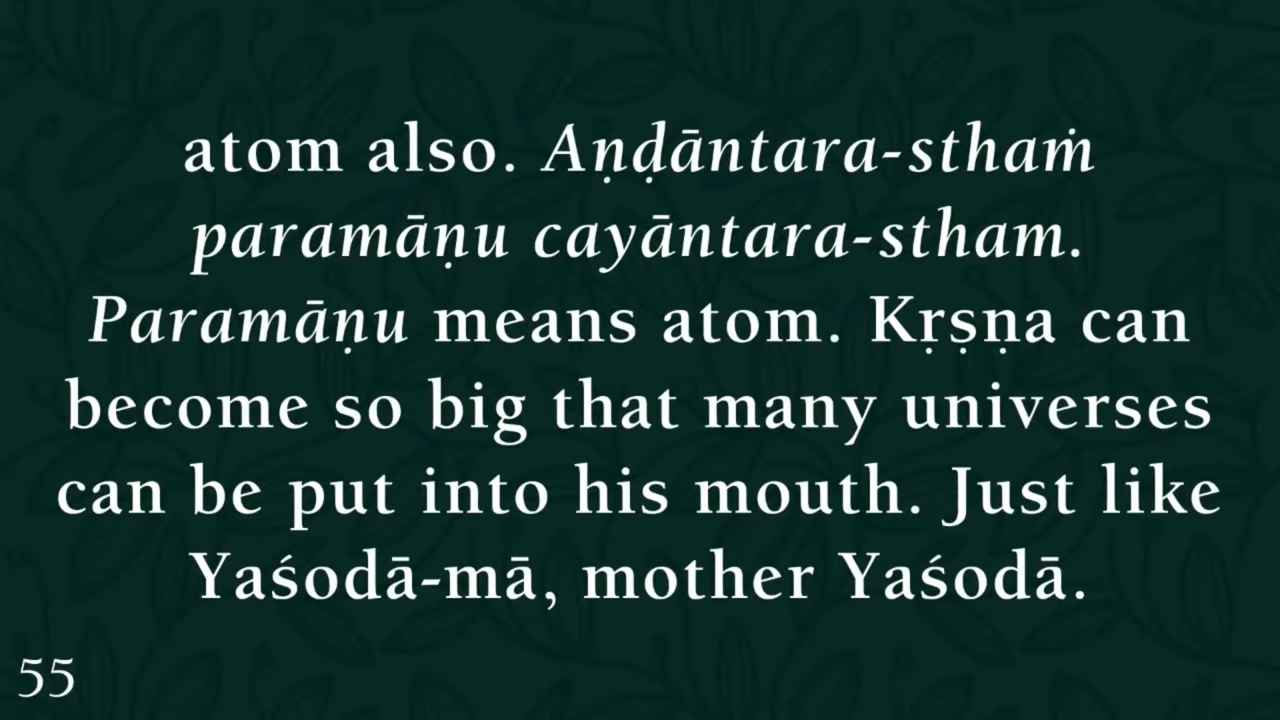 atom also. Aṇḍāntara-sthaṁ
paramāṇu cayāntara-stham.
Paramāṇu means atom. Kṛṣṇa can
become so big that many universes
can be put into his mouth. Just like
Yaśodā-mā, mother Yaśodā.
55